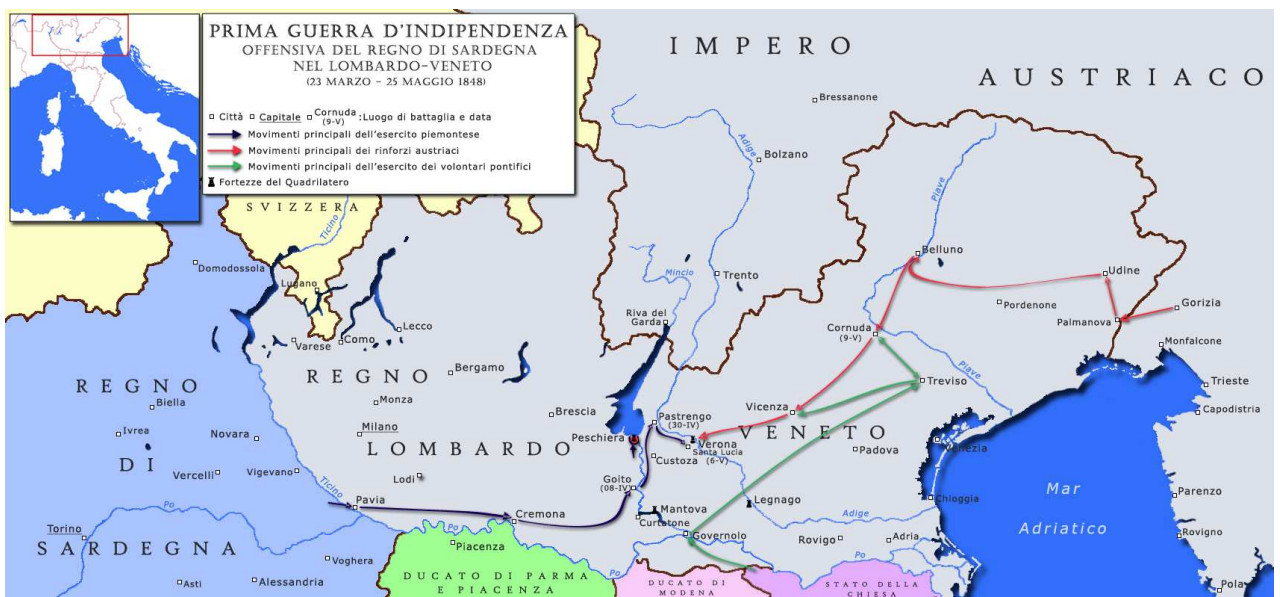 PRIMA GUERRA D'INDIPENDENZA
OFFENSIVA DEL REGNO DI SARDEGNA
NEL LOMBARDO-VENETO
(23 MARZO – 25 MAGGIO 1848)
Città
Capitale
Cornuda
(9-V)
:Luogo di battaglia e data
Movimenti principali dell'esercito piemontese
Movimenti principali dei rinforzi austriaci
Movimenti principali dell'esercito dei volontari pontifici
Fortezze del Quadrilatero
IMPERO
AUSTRIACO
Bressanone
Adige
Bolzano
SVIZZERA
Ticino
Piave
Domodossola
Lugano
Mincio
Trento
Belluno
Udine
Pordenone
Gorizia
Palmanova
Riva del
Garda
Lecco
Como
Varese
Cornuda
(9-V)
Monfalcone
Piave
REGNO
REGNO
Bergamo
Treviso
Trieste
Biella
Monza
Brescia
Vicenza
Capodistria
Pastrengo
(30-IV)
Ivrea
Novara
Milano
LOMBARDO
Peschiera
Verona
Santa Lucia
(6-V)
VENETO
Venezia
Padova
DI
Vercelli
Vigevano
Lodi
Custoza
Goito
(08-IV)
Mar
Adriatico
Ticino
Pavia
Cremona
Mantova
Legnago
Chioggia
Parenzo
Po
Curtatone
Adige
Torino
Po
Piacenza
Governolo
Rovigo
Adria
Rovigno
SARDEGNA
Voghera
Asti
Alessandria
Po
Po
DUCATO DI PARMA
E PIACENZA
DUCATO DI
MODENA
STATO DELLA
CHIESA
Pola